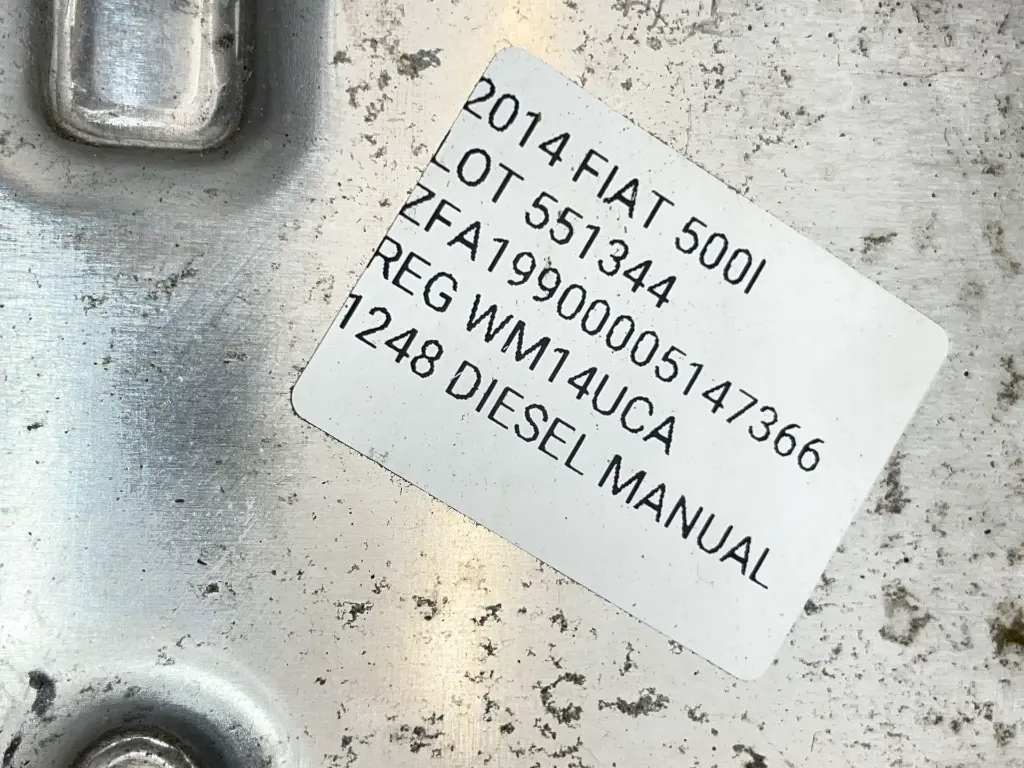 2014 FIAT 500l
LOT 551344
ZFA19900005147366
REG WM14UCA
1248 DIESEL MANUAL